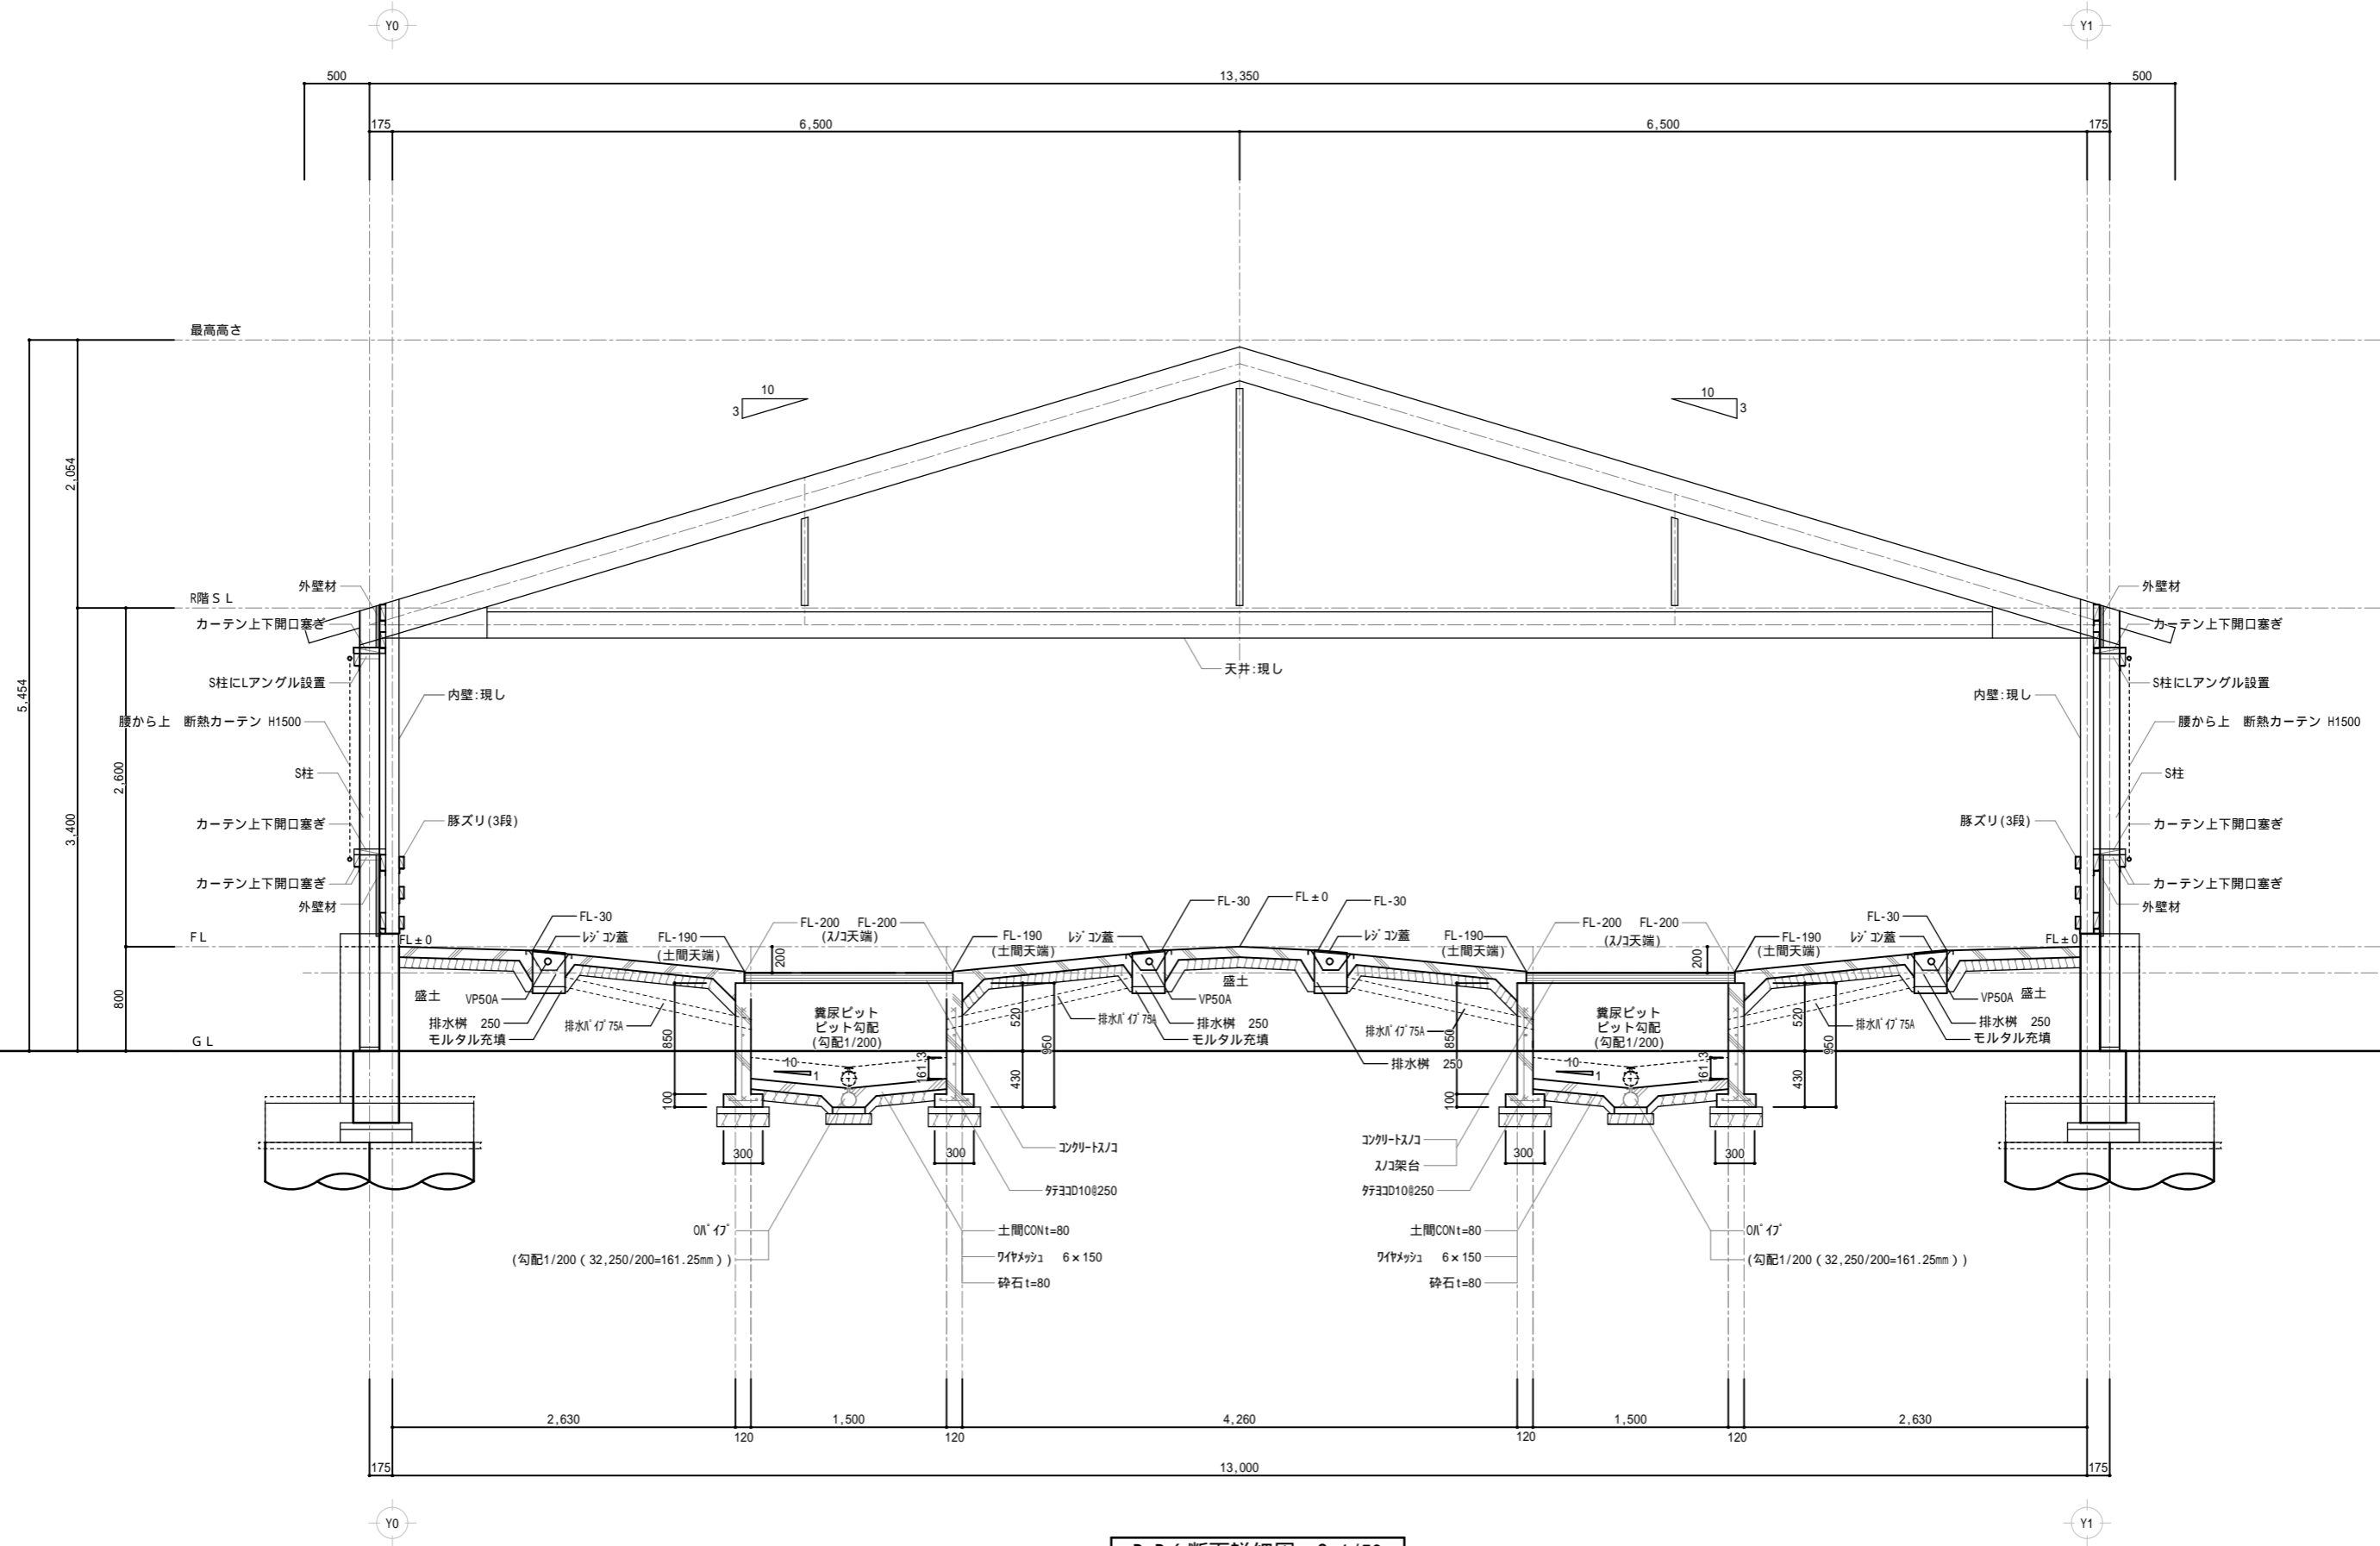 Y0
Y1
500
13,350
500
175
6,500
6,500
175
最高高さ
10
3
10
3
2,054
5,454
外壁材
R階ＳＬ
カーテン上下開口塞ぎ
S柱にLアングル設置
内壁:現し
腰から上　断熱カーテン H1500
S柱
2,600
3,400
カーテン上下開口塞ぎ
豚ズリ(3段)
カーテン上下開口塞ぎ
外壁材
天井:現し
外壁材
カーテン上下開口塞ぎ
S柱にLアングル設置
内壁:現し
腰から上　断熱カーテン H1500
S柱
豚ズリ(3段)
カーテン上下開口塞ぎ
カーテン上下開口塞ぎ
外壁材
FL
FL±0
FL-30
ﾚｼﾞｺﾝ蓋
FL-190
(土間天端)
FL-200
FL-200
(ｽﾉｺ天端)
200
FL-190
(土間天端)
ﾚｼﾞｺﾝ蓋
FL-30
FL±0
FL-30
ﾚｼﾞｺﾝ蓋
FL-190
(土間天端)
FL-200
FL-200
(ｽﾉｺ天端)
200
FL-190
(土間天端)
ﾚｼﾞｺﾝ蓋
FL-30
FL±0
800
盛土
VP50A
排水桝　250
モルタル充填
排水ﾊﾟｲﾌﾟ75A
850
100
糞尿ピット
ピット勾配
(勾配1/200)
10
1
161.3
520
430
950
排水ﾊﾟｲﾌﾟ75A
盛土
VP50A
排水桝　250
モルタル充填
排水桝　250
排水ﾊﾟｲﾌﾟ75A
850
100
糞尿ピット
ピット勾配
(勾配1/200)
10
1
161.3
520
430
950
排水ﾊﾟｲﾌﾟ75A
VP50A
盛土
排水桝　250
モルタル充填
GL
300
300
ｺﾝｸﾘｰﾄｽﾉｺ
ﾀﾃﾖｺD10@250
0ﾊﾟｲﾌﾟ
(勾配1/200（32,250/200=161.25mm）)
土間CONt=80
ﾜｲﾔﾒｯｼｭ　6×150
砕石t=80
ｺﾝｸﾘｰﾄｽﾉｺ
ｽﾉｺ架台
ﾀﾃﾖｺD10@250
300
300
土間CONt=80
ﾜｲﾔﾒｯｼｭ　6×150
砕石t=80
0ﾊﾟｲﾌﾟ
(勾配1/200（32,250/200=161.25mm）)
2,630
1,500
4,260
1,500
2,630
120
120
120
120
175
13,000
175
Y0
Y1